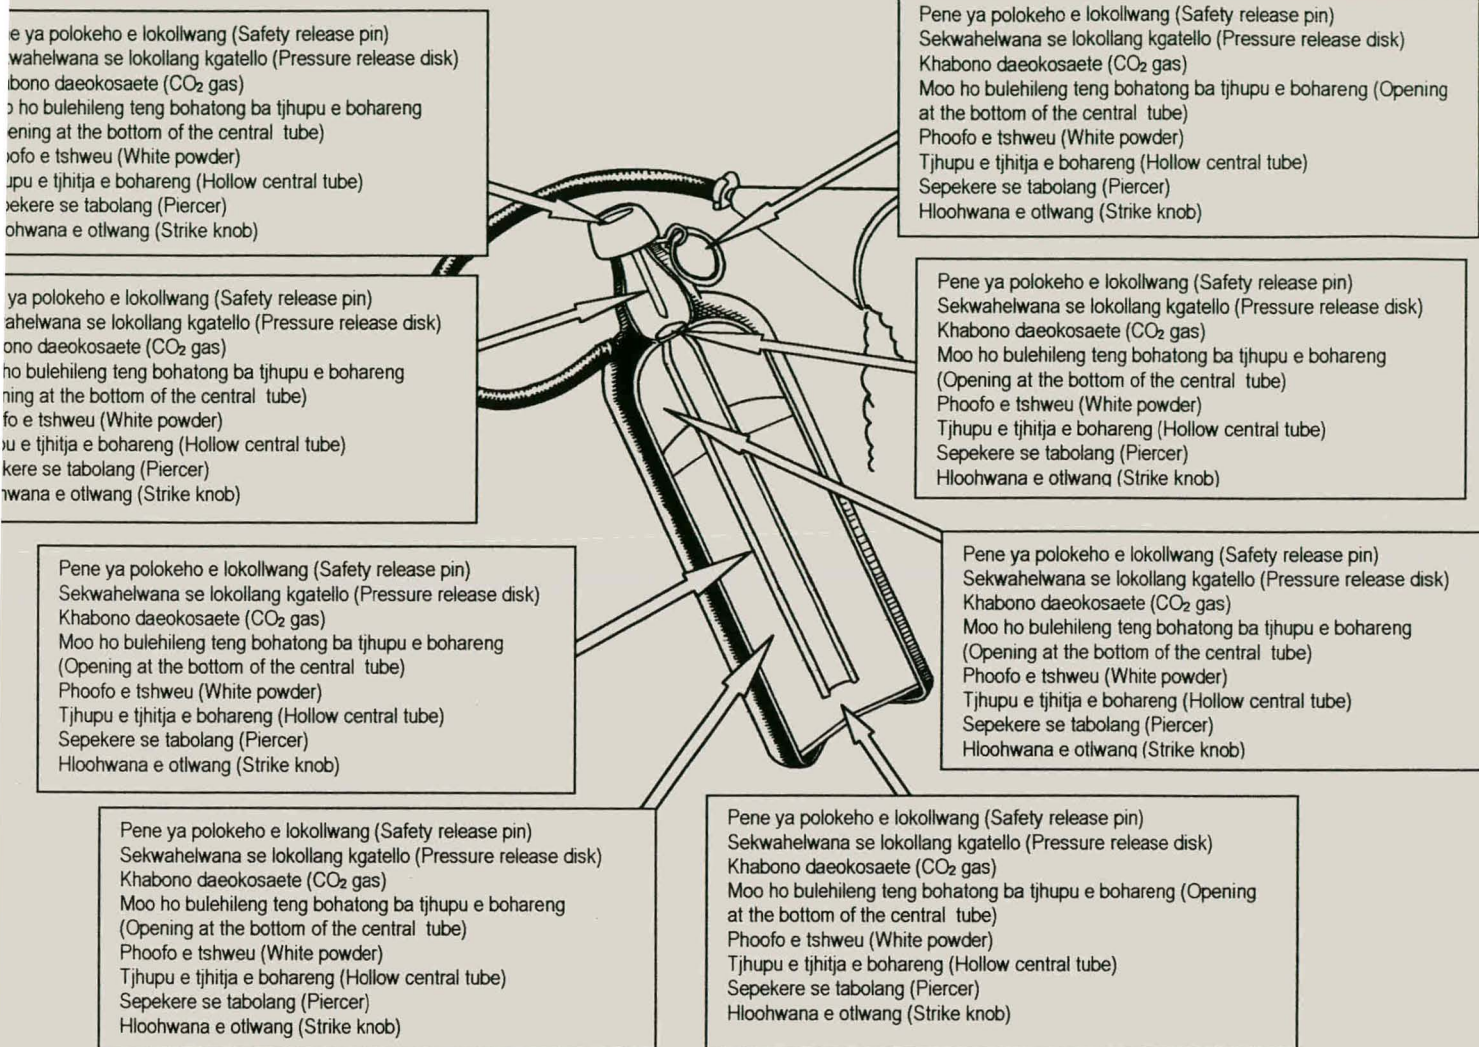 e ya polokeho e lokollwang (Safety release pin)
wahelwana se lokollang kgatello (Pressure release disk)
bono daeokosaete (CO₂ gas)
ho bulehileng teng bohatong ba tjhupu e bohareng
ening at the bottom of the central tube)
ofo e tshweu (White powder)
upu e tjhitja e bohareng (Hollow central tube)
ekere se tabolang (Piercer)
ohwana e otlwang (Strike knob)
Pene ya polokeho e lokollwang (Safety release pin)
Sekwahelwana se lokollang kgatello (Pressure release disk)
Khabono daeokosaete (CO₂ gas)
Moo ho bulehileng teng bohatong ba tjhupu e bohareng (Opening
at the bottom of the central tube)
Phoofo e tshweu (White powder)
Tjhupu e tjhitja e bohareng (Hollow central tube)
Sepekere se tabolang (Piercer)
Hloohwana e otlwang (Strike knob)
ya polokeho e lokollwang (Safety release pin)
ahelwana se lokollang kgatello (Pressure release disk)
ono daeokosaete (CO₂ gas)
ho bulehileng teng bohatong ba tjhupu e bohareng
ning at the bottom of the central tube)
fo e tshweu (White powder)
u e tjhitja e bohareng (Hollow central tube)
kere se tabolang (Piercer)
wana e otlwang (Strike knob)
Pene ya polokeho e lokollwang (Safety release pin)
Sekwahelwana se lokollang kgatello (Pressure release disk)
Khabono daeokosaete (CO₂ gas)
Moo ho bulehileng teng bohatong ba tjhupu e bohareng
(Opening at the bottom of the central tube)
Phoofo e tshweu (White powder)
Tjhupu e tjhitja e bohareng (Hollow central tube)
Sepekere se tabolang (Piercer)
Hloohwana e otlwang (Strike knob)
Pene ya polokeho e lokollwang (Safety release pin)
Sekwahelwana se lokollang kgatello (Pressure release disk)
Khabono daeokosaete (CO₂ gas)
Moo ho bulehileng teng bohatong ba tjhupu e bohareng
(Opening at the bottom of the central tube)
Phoofo e tshweu (White powder)
Tjhupu e tjhitja e bohareng (Hollow central tube)
Sepekere se tabolang (Piercer)
Hloohwana e otlwang (Strike knob)
Pene ya polokeho e lokollwang (Safety release pin)
Sekwahelwana se lokollang kgatello (Pressure release disk)
Khabono daeokosaete (CO₂ gas)
Moo ho bulehileng teng bohatong ba tjhupu e bohareng
(Opening at the bottom of the central tube)
Phoofo e tshweu (White powder)
Tjhupu e tjhitja e bohareng (Hollow central tube)
Sepekere se tabolang (Piercer)
Hloohwana e otlwang (Strike knob)
Pene ya polokeho e lokollwang (Safety release pin)
Sekwahelwana se lokollang kgatello (Pressure release disk)
Khabono daeokosaete (CO₂ gas)
Moo ho bulehileng teng bohatong ba tjhupu e bohareng
(Opening at the bottom of the central tube)
Phoofo e tshweu (White powder)
Tjhupu e tjhitja e bohareng (Hollow central tube)
Sepekere se tabolang (Piercer)
Hloohwana e otlwang (Strike knob)
Pene ya polokeho e lokollwang (Safety release pin)
Sekwahelwana se lokollang kgatello (Pressure release disk)
Khabono daeokosaete (CO₂ gas)
Moo ho bulehileng teng bohatong ba tjhupu e bohareng (Opening
at the bottom of the central tube)
Phoofo e tshweu (White powder)
Tjhupu e tjhitja e bohareng (Hollow central tube)
Sepekere se tabolang (Piercer)
Hloohwana e otlwang (Strike knob)